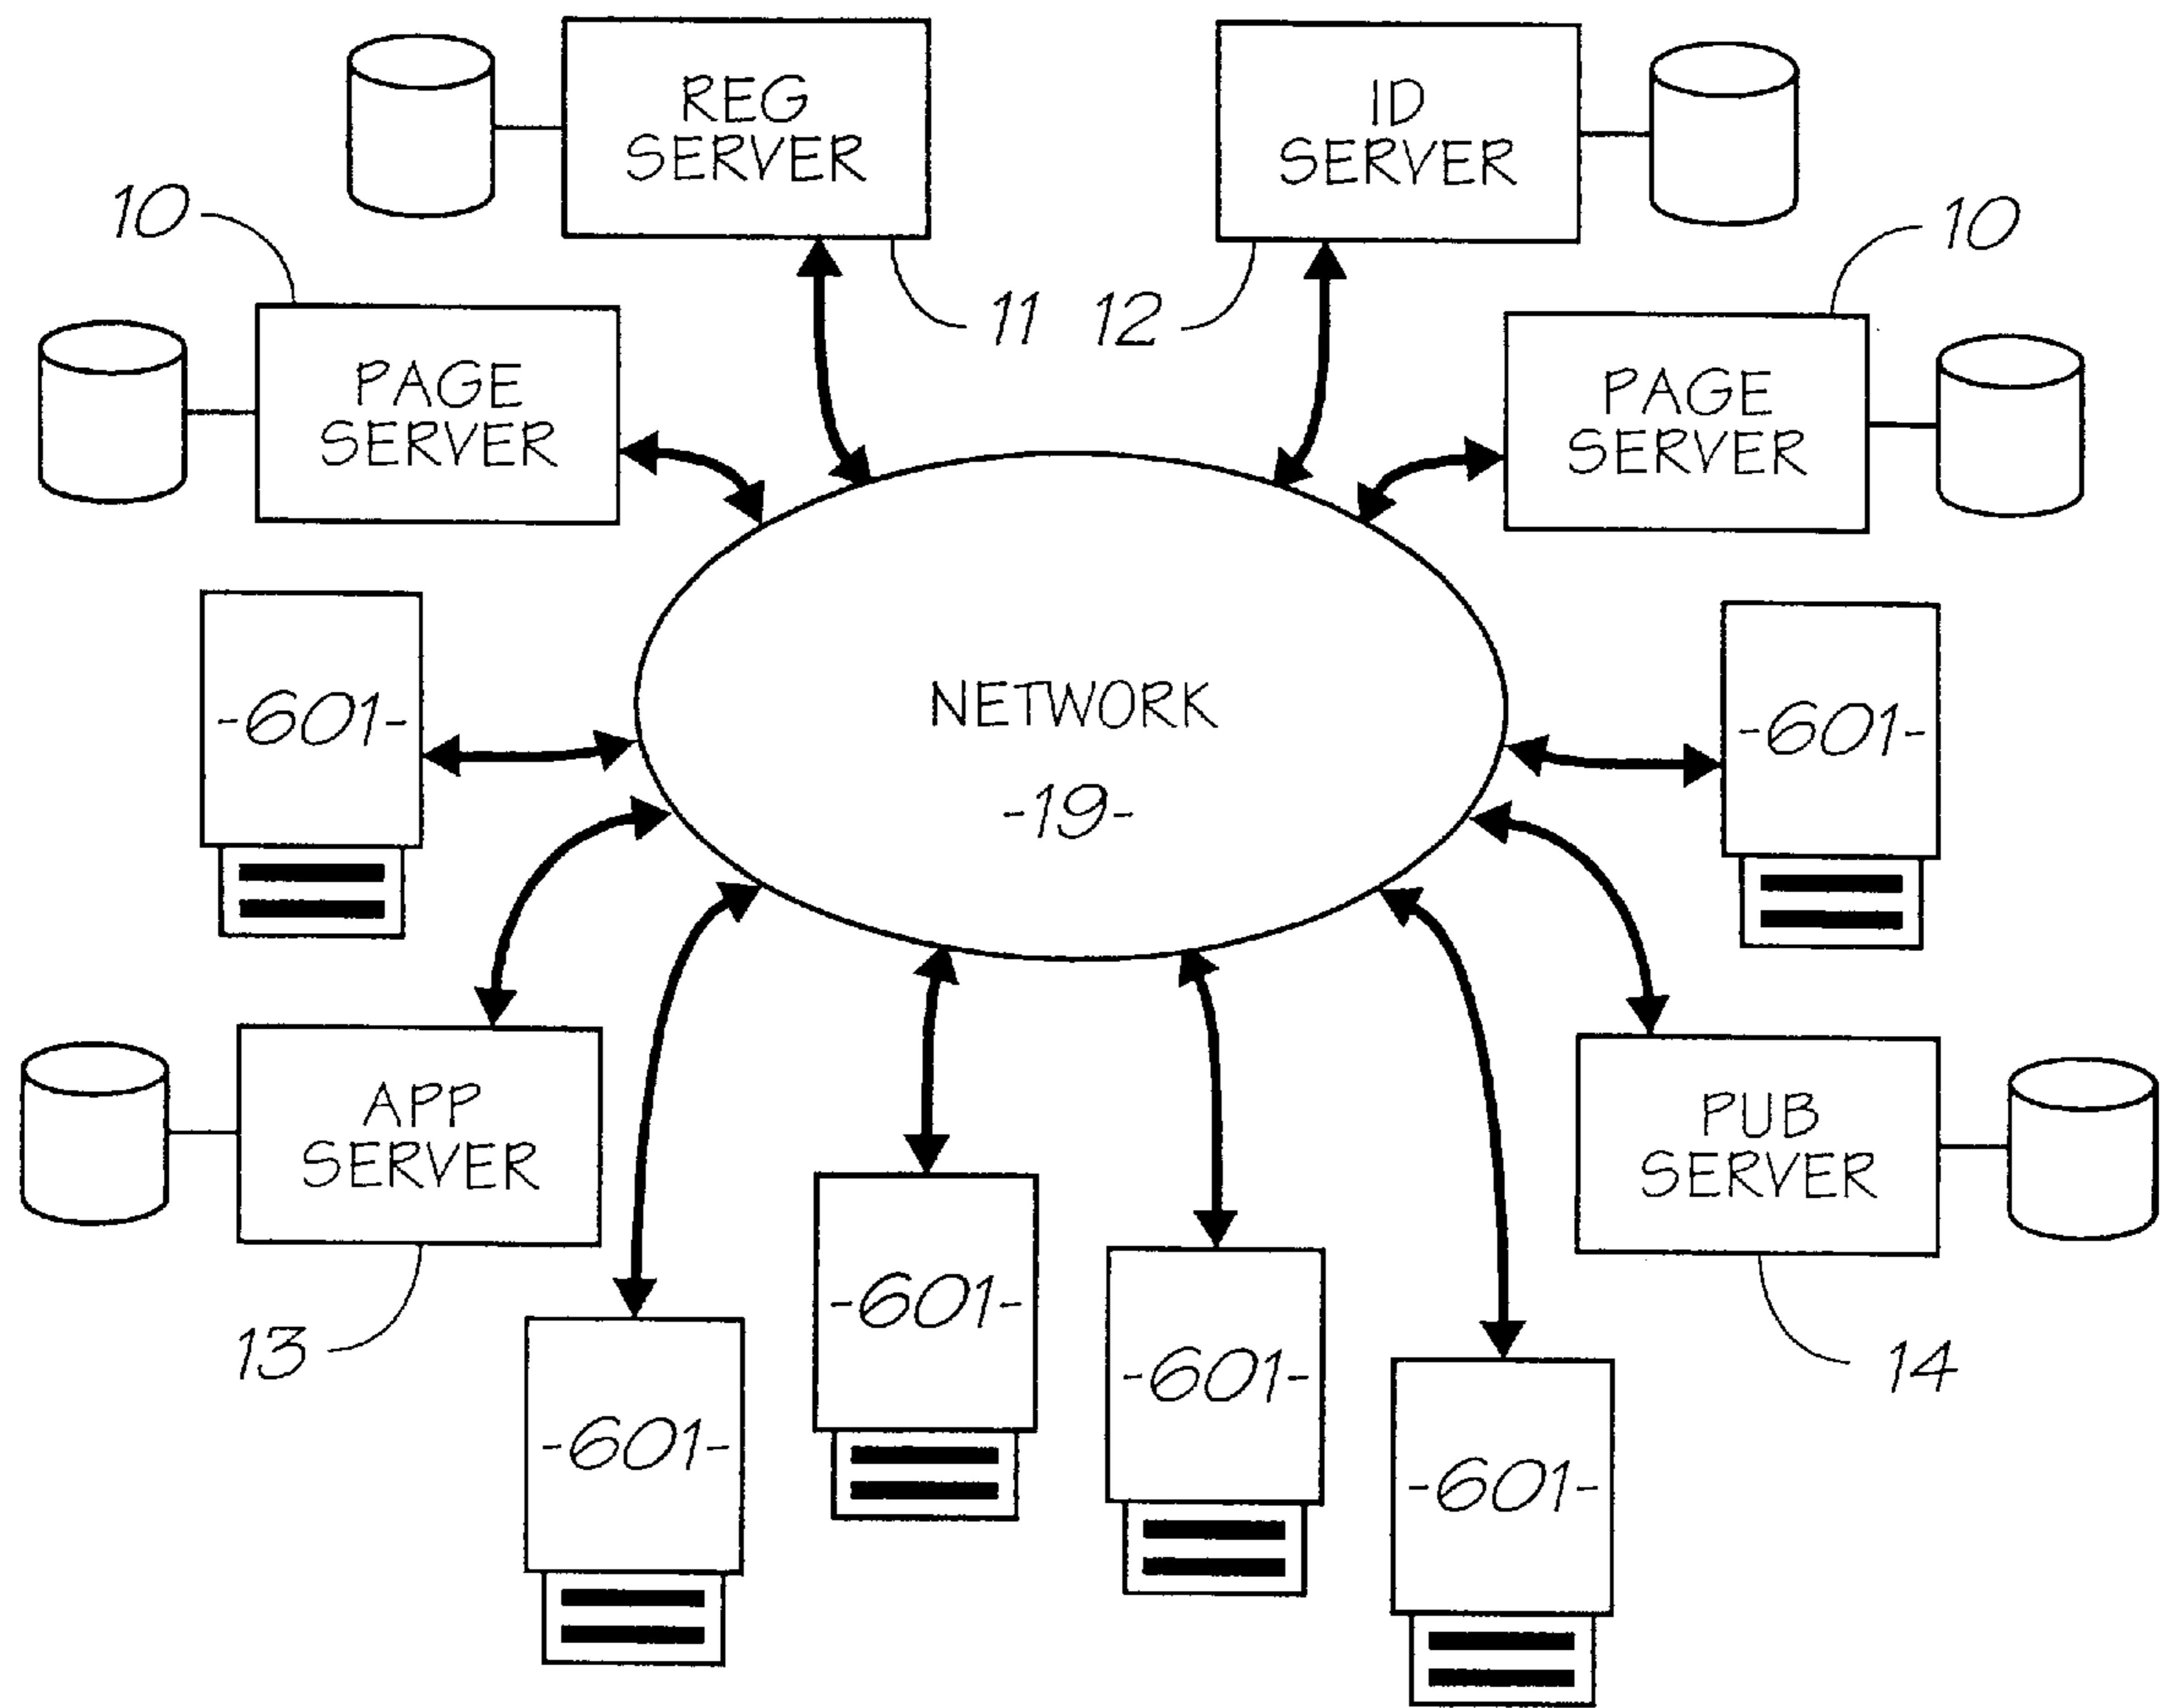 REG
SERVER
ID
SERVER
10
10
11
12
PAGE
SERVER
PAGE
SERVER
-601-
-601-
NETWORK
-19-
APP
SERVER
PUB
SERVER
13
14
-601-
-601-
-601-
-601-